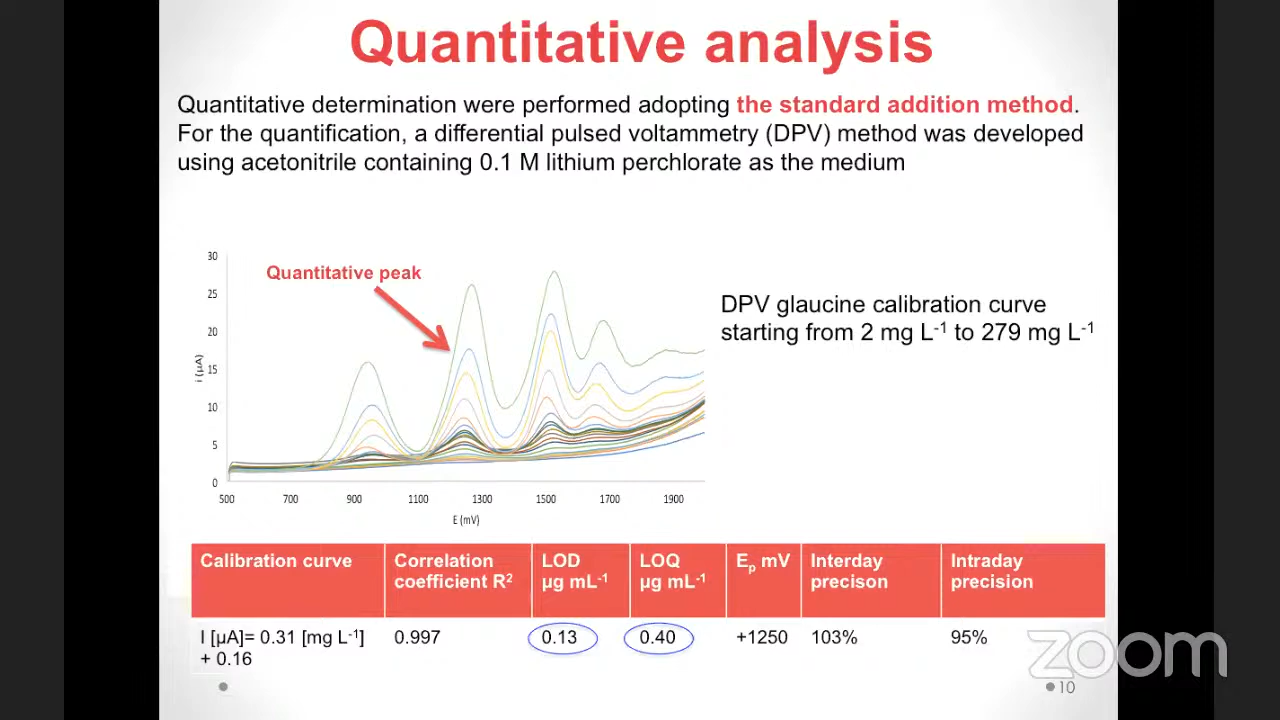 Quantitative analysis
Quantitative determination were performed adopting the standard addition method.
For the quantification, a differential pulsed voltammetry (DPV) method was developed
using acetonitrile containing 0.1 M lithium perchlorate as the medium
30
25
20
15
10
5
0
i (µA)
Quantitative peak
500 700 900 1100 1300 1500 1700 1900
E (mV)
DPV glaucine calibration curve
starting from 2 mg L⁻¹ to 279 mg L⁻¹
Calibration curve
Correlation
coefficient R²
LOD
µg mL⁻¹
LOQ
µg mL⁻¹
Eₚ mV
Interday
precison
Intraday
precision
I [µA]= 0.31 [mg L⁻¹]
+ 0.16
0.997
0.13
0.40
+1250
103%
95%
zoom
10